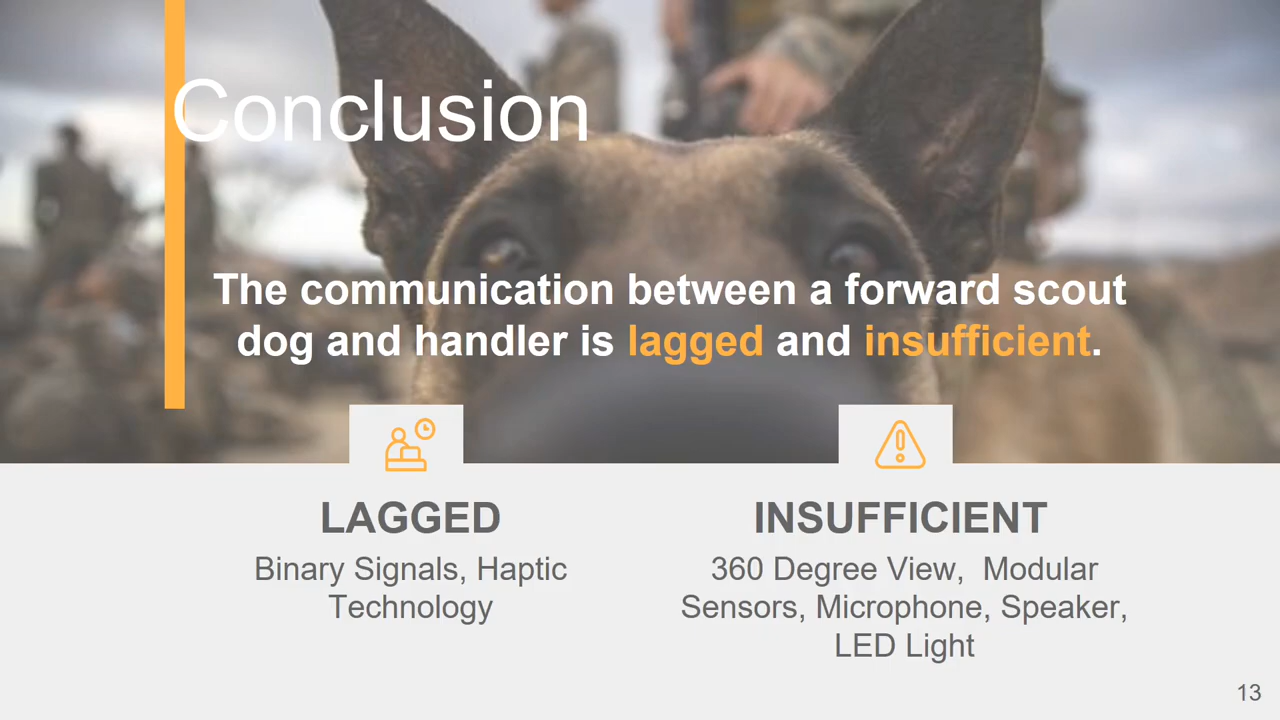 Conclusion
The communication between a forward scout
dog and handler is lagged and insufficient.
LAGGED
Binary Signals, Haptic
Technology
INSUFFICIENT
360 Degree View,  Modular
Sensors, Microphone, Speaker,
LED Light
13